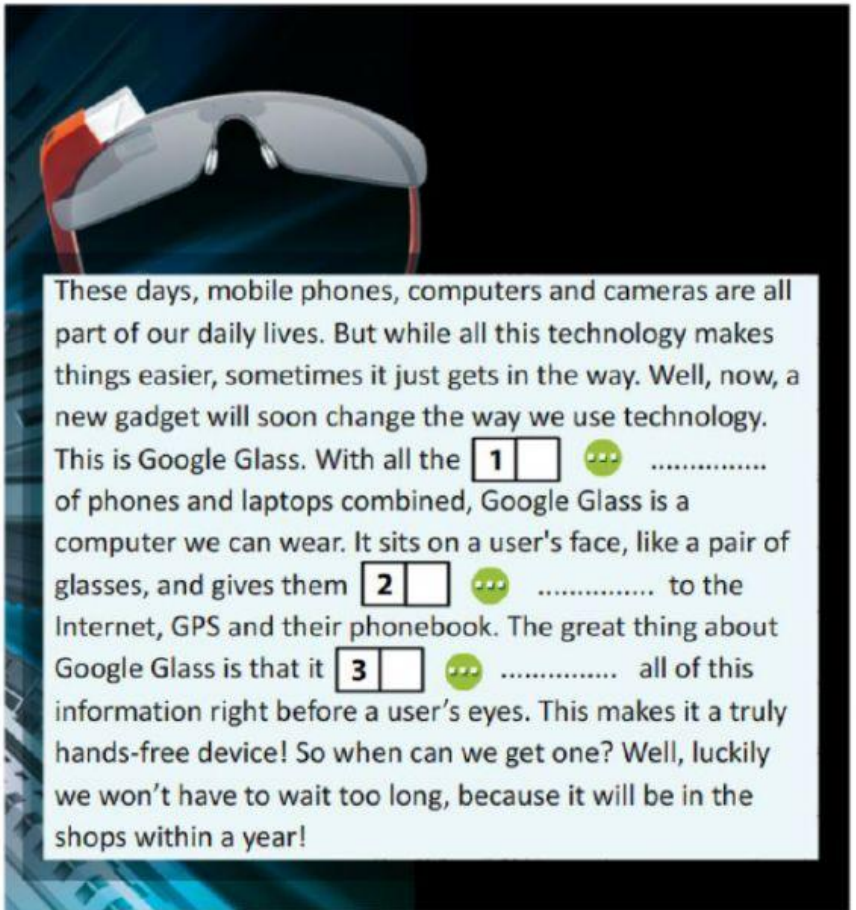 These days, mobile phones, computers and cameras are all
part of our daily lives. But while all this technology makes
things easier, sometimes it just gets in the way. Well, now, a
new gadget will soon change the way we use technology.
This is Google Glass. With all the 1 ... ...............
of phones and laptops combined, Google Glass is a
computer we can wear. It sits on a user's face, like a pair of
glasses, and gives them 2 ... ............... to the
Internet, GPS and their phonebook. The great thing about
Google Glass is that it 3 ... ............... all of this
information right before a user's eyes. This makes it a truly
hands-free device! So when can we get one? Well, luckily
we won't have to wait too long, because it will be in the
shops within a year!